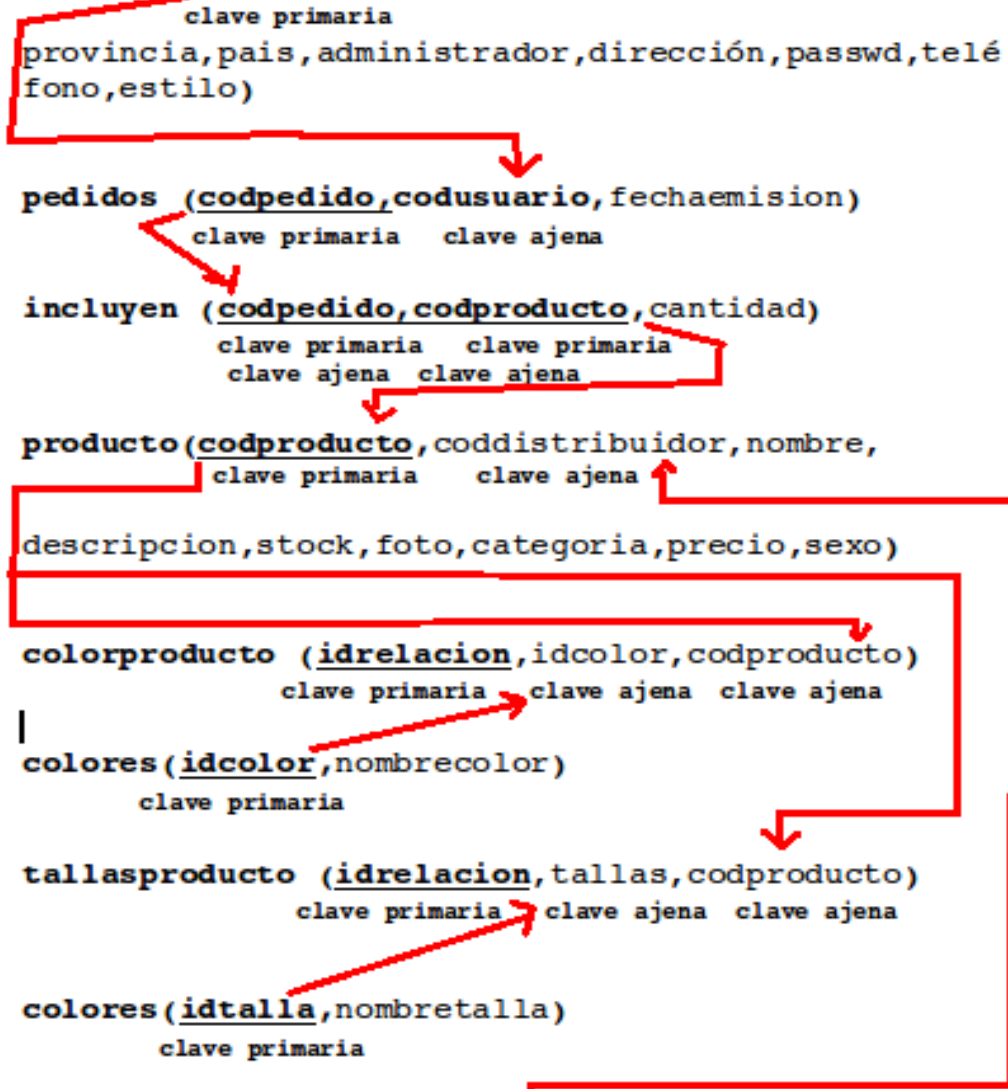 clave primaria
provincia,pais,administrador,dirección,passwd,telé
fono,estilo)
pedidos (codpedido,codusuario,fechaemision)
clave primaria clave ajena
incluyen (codpedido,codproducto,cantidad)
clave primaria clave primaria
clave ajena clave ajena
producto(codproducto,coddistribuidor,nombre,
clave primaria clave ajena
descripcion,stock,foto,categoria,precio,sexo)
colorproducto (idrelacion,idcolor,codproducto)
clave primaria clave ajena clave ajena
colores(idcolor,nombrecolor)
clave primaria
tallasproducto (idrelacion,tallas,codproducto)
clave primaria clave ajena clave ajena
colores(idtalla,nombretalla)
clave primaria